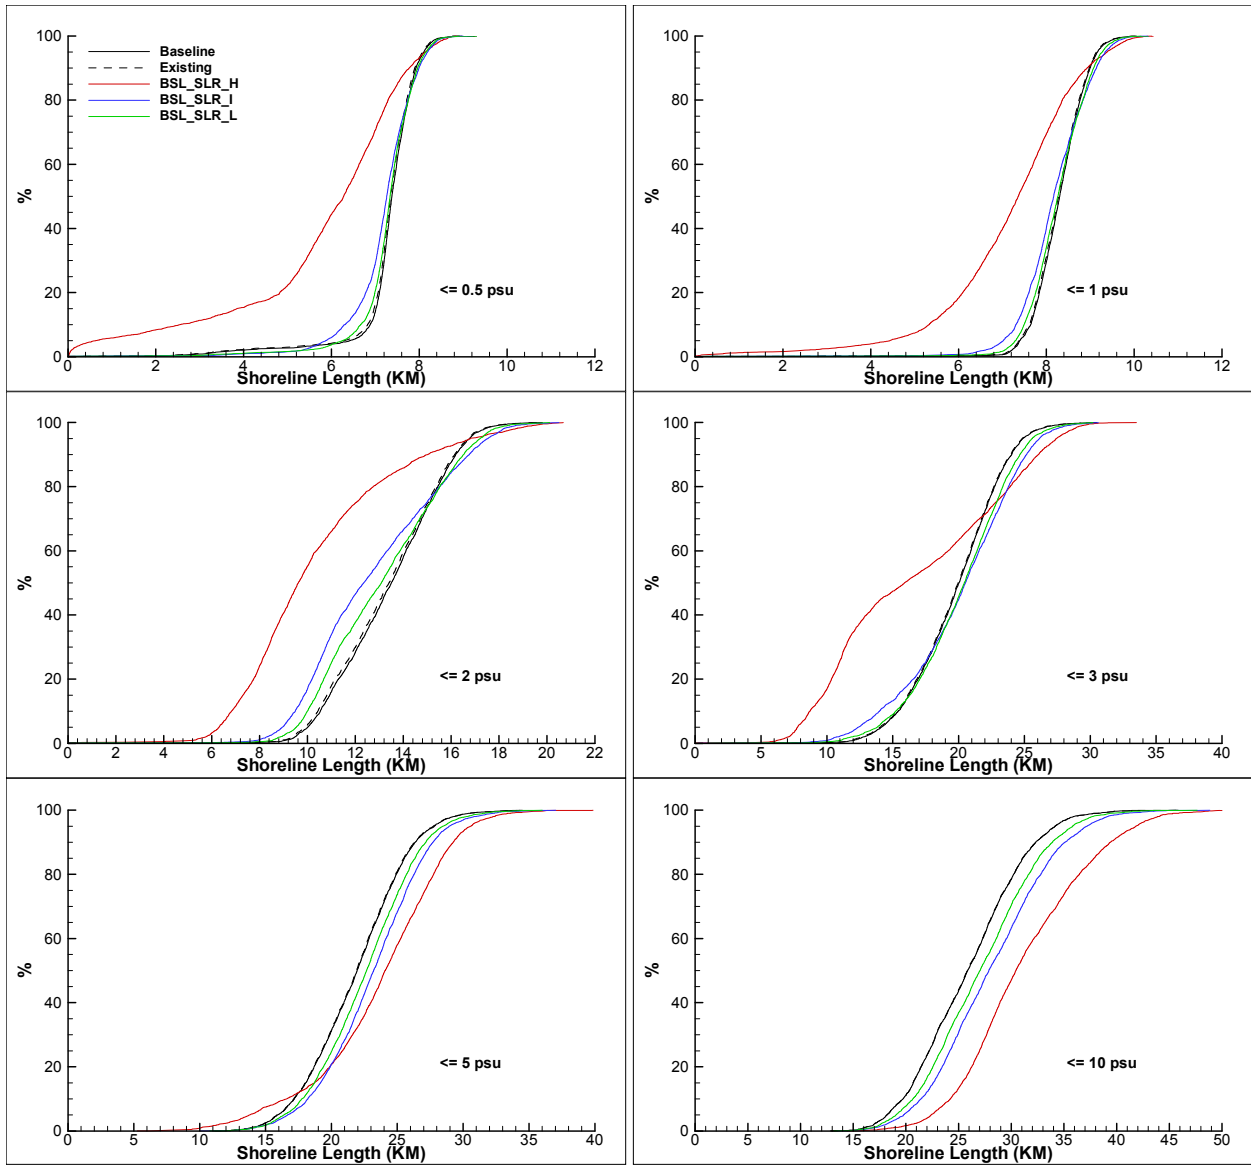 100
80
60
40
20
0
%
Baseline
Existing
BSL_SLR_H
BSL_SLR_I
BSL_SLR_L
<= 0.5 psu
0 4 6 8 10 12
Shoreline Length (KM)
100
80
60
40
20
0
%
<= 1 psu
0 2 4 6 8 10 12
Shoreline Length (KM)
100
80
60
40
20
0
%
<= 2 psu
0 2 4 6 8 10 12 14 16 18 20 22
Shoreline Length (KM)
100
80
60
40
20
0
%
<= 3 psu
0 5 10 15 20 25 30 35 40
Shoreline Length (KM)
100
80
60
40
20
0
%
<= 5 psu
0 5 10 15 20 25 30 35 40
Shoreline Length (KM)
100
80
60
40
20
0
%
<= 10 psu
0 5 10 15 20 25 30 35 40 45 50
Shoreline Length (KM)